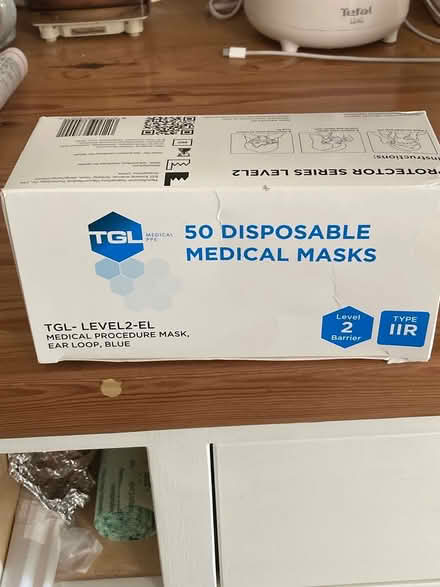 Tefal
PROTECTOR SERIES LEVEL2
Instructions:
TGL
MEDICAL
PPE
50 DISPOSABLE
MEDICAL MASKS
TGL- LEVEL2-EL
MEDICAL PROCEDURE MASK,
EAR LOOP, BLUE
Level
2
Barrier
TYPE
IIR